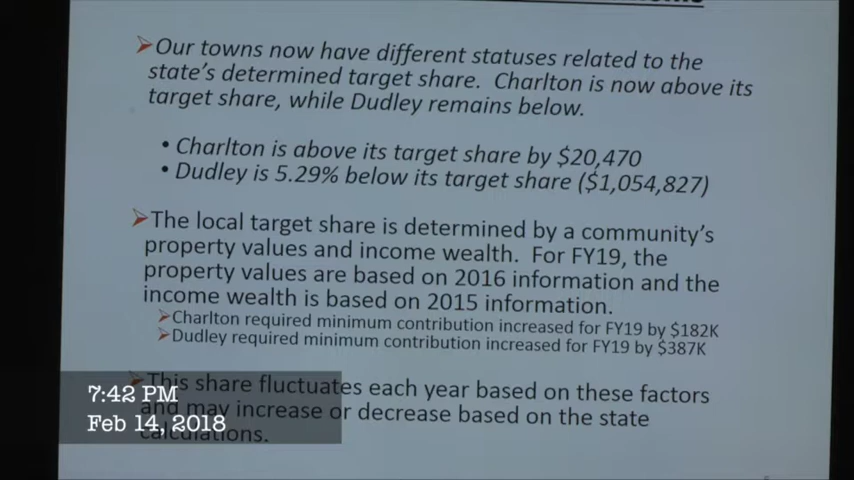 ➢Our towns now have different statuses related to the
state's determined target share. Charlton is now above its
target share, while Dudley remains below.
• Charlton is above its target share by $20,470
• Dudley is 5.29% below its target share ($1,054,827)
➢The local target share is determined by a community's
property values and income wealth. For FY19, the
property values are based on 2016 information and the
income wealth is based on 2015 information.
➢Charlton required minimum contribution increased for FY19 by $182K
➢Dudley required minimum contribution increased for FY19 by $387K
➢This share fluctuates each year based on these factors
and may increase or decrease based on the state
calculations.
7:42 PM
Feb 14, 2018